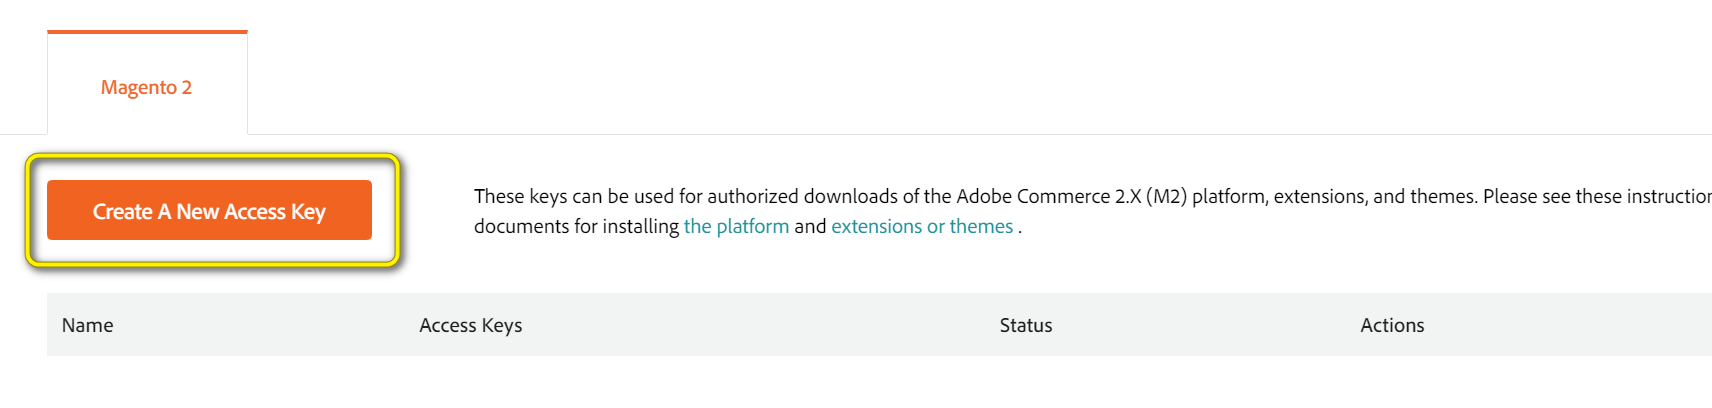 Magento 2
Create A New Access Key
These keys can be used for authorized downloads of the Adobe Commerce 2.X (M2) platform, extensions, and themes. Please see these instruction
documents for installing the platform and extensions or themes .
Name Access Keys Status Actions